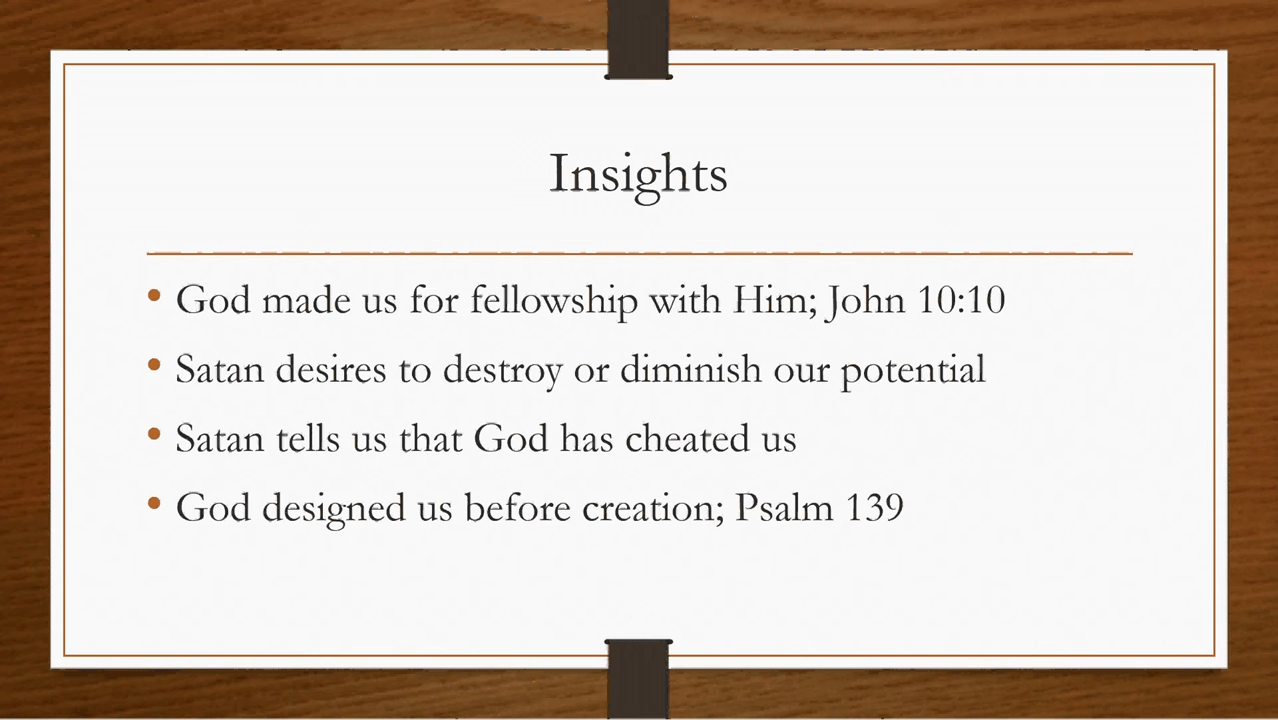 Insights
• God made us for fellowship with Him; John 10:10
• Satan desires to destroy or diminish our potential
• Satan tells us that God has cheated us
• God designed us before creation; Psalm 139